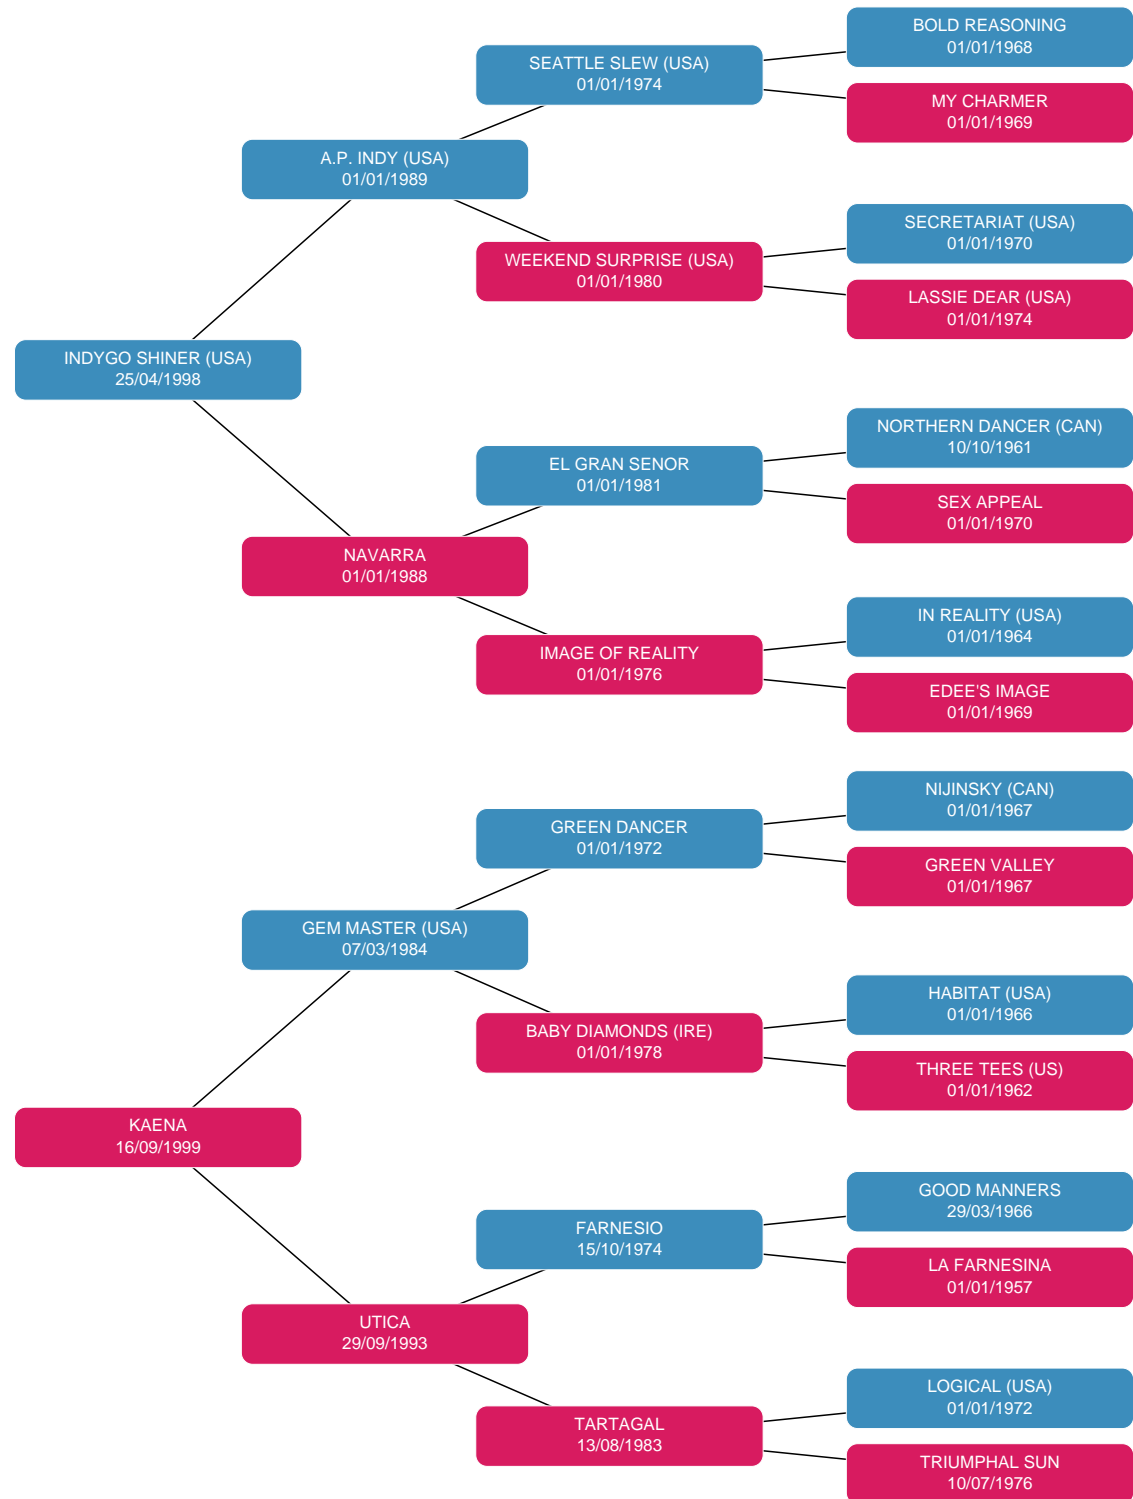 BOLD REASONING
01/01/1968
SEATTLE SLEW (USA)
01/01/1974
MY CHARMER
01/01/1969
A.P. INDY (USA)
01/01/1989
SECRETARIAT (USA)
01/01/1970
WEEKEND SURPRISE (USA)
01/01/1980
LASSIE DEAR (USA)
01/01/1974
INDYGO SHINER (USA)
25/04/1998
NORTHERN DANCER (CAN)
10/10/1961
EL GRAN SENOR
01/01/1981
SEX APPEAL
01/01/1970
NAVARRA
01/01/1988
IN REALITY (USA)
01/01/1964
IMAGE OF REALITY
01/01/1976
EDEE'S IMAGE
01/01/1969
NIJINSKY (CAN)
01/01/1967
GREEN DANCER
01/01/1972
GREEN VALLEY
01/01/1967
GEM MASTER (USA)
07/03/1984
HABITAT (USA)
01/01/1966
BABY DIAMONDS (IRE)
01/01/1978
THREE TEES (US)
01/01/1962
KAENA
16/09/1999
GOOD MANNERS
29/03/1966
FARNESIO
15/10/1974
LA FARNESINA
01/01/1957
UTICA
29/09/1993
LOGICAL (USA)
01/01/1972
TARTAGAL
13/08/1983
TRIUMPHAL SUN
10/07/1976